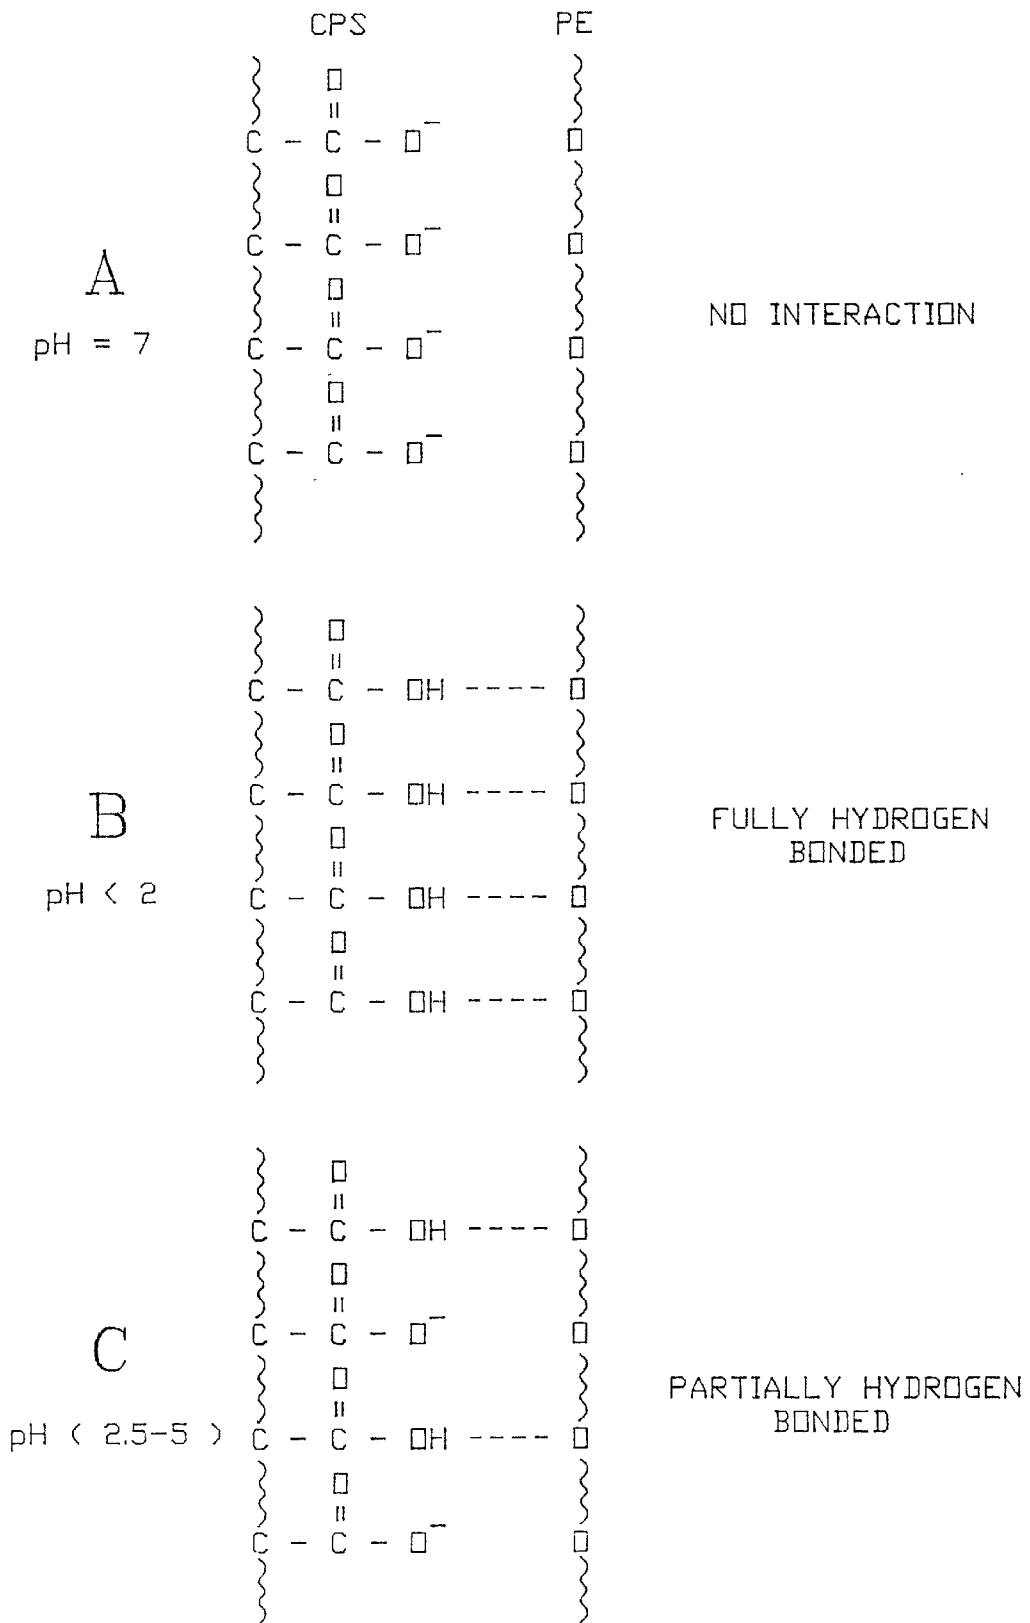 CPS PE
O
||
C - C - O⁻ O
O
||
C - C - O⁻ O
A
O
NO INTERACTION
||
pH = 7
C - C - O⁻ O
O
||
C - C - O⁻ O
O
||
C - C - OH ---- O
O
||
C - C - OH ---- O
B
FULLY HYDROGEN
O
BONDED
||
pH < 2
C - C - OH ---- O
O
||
C - C - OH ---- O
O
||
C - C - OH ---- O
O
||
C - C - O⁻ O
C
O
PARTIALLY HYDROGEN
||
BONDED
pH ( 2.5-5 )
C - C - OH ---- O
O
||
C - C - O⁻ O